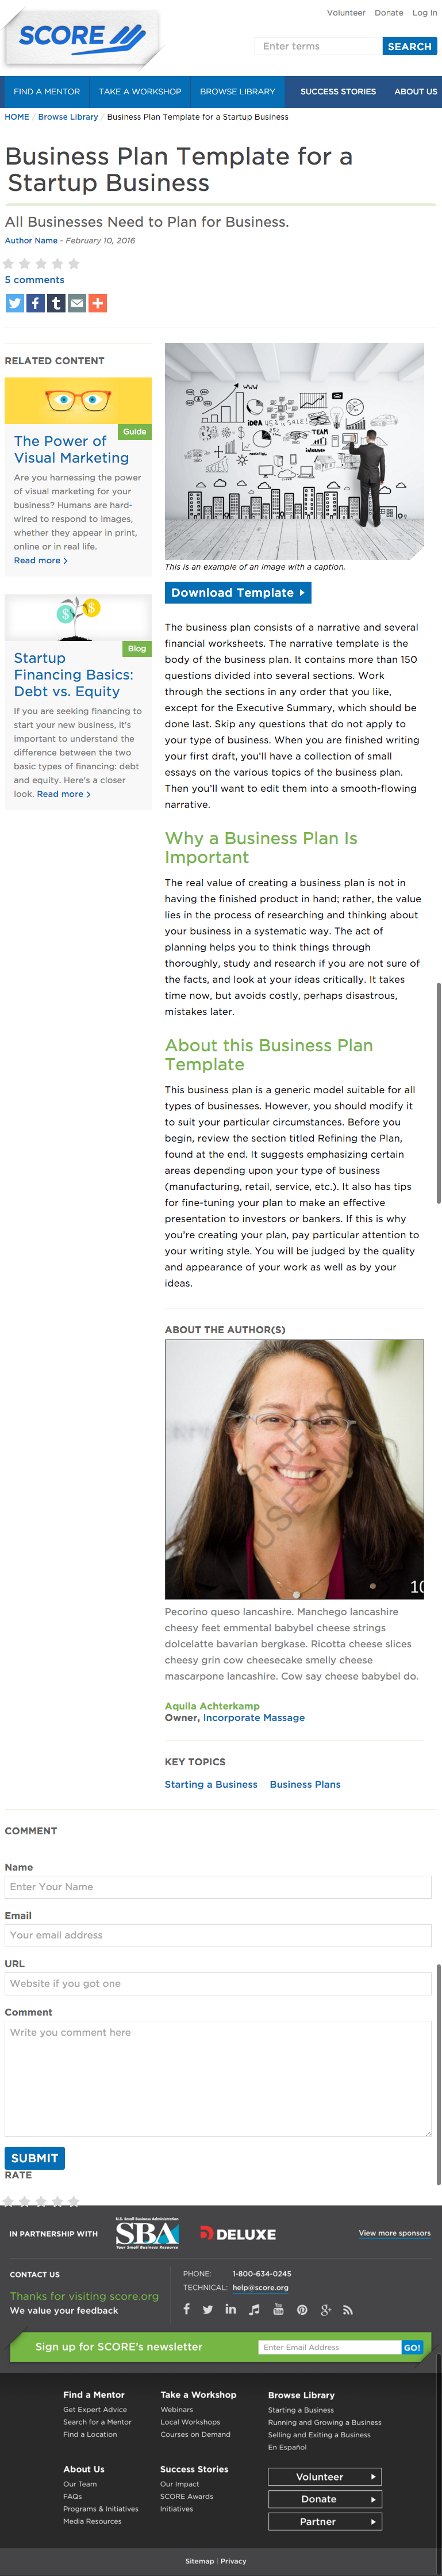 Volunteer Donate Log In
SCORE
Enter terms SEARCH
FIND A MENTOR TAKE A WORKSHOP BROWSE LIBRARY SUCCESS STORIES ABOUT US
HOME / Browse Library / Business Plan Template for a Startup Business
Business Plan Template for a
Startup Business
All Businesses Need to Plan for Business.
Author Name - February 10, 2016
5 comments
RELATED CONTENT
Guide
The Power of
Visual Marketing
Are you harnessing the power
of visual marketing for your
business? Humans are hard-
wired to respond to images,
whether they appear in print,
online or in real life.
Read more >
Blog
Startup
Financing Basics:
Debt vs. Equity
If you are seeking financing to
start your new business, it's
important to understand the
difference between the two
basic types of financing: debt
and equity. Here's a closer
look. Read more >
IDEA
TEAM
This is an example of an image with a caption.
Download Template
The business plan consists of a narrative and several
financial worksheets. The narrative template is the
body of the business plan. It contains more than 150
questions divided into several sections. Work
through the sections in any order that you like,
except for the Executive Summary, which should be
done last. Skip any questions that do not apply to
your type of business. When you are finished writing
your first draft, you'll have a collection of small
essays on the various topics of the business plan.
Then you'll want to edit them into a smooth-flowing
narrative.
Why a Business Plan Is
Important
The real value of creating a business plan is not in
having the finished product in hand; rather, the value
lies in the process of researching and thinking about
your business in a systematic way. The act of
planning helps you to think things through
thoroughly, study and research if you are not sure of
the facts, and look at your ideas critically. It takes
time now, but avoids costly, perhaps disastrous,
mistakes later.
About this Business Plan
Template
This business plan is a generic model suitable for all
types of businesses. However, you should modify it
to suit your particular circumstances. Before you
begin, review the section titled Refining the Plan,
found at the end. It suggests emphasizing certain
areas depending upon your type of business
(manufacturing, retail, service, etc.). It also has tips
for fine-tuning your plan to make an effective
presentation to investors or bankers. If this is why
you're creating your plan, pay particular attention to
your writing style. You will be judged by the quality
and appearance of your work as well as by your
ideas.
ABOUT THE AUTHOR(S)
10
Pecorino queso lancashire. Manchego lancashire
cheesy feet emmental babybel cheese strings
dolcelatte bavarian bergkase. Ricotta cheese slices
cheesy grin cow cheesecake smelly cheese
mascarpone lancashire. Cow say cheese babybel do.
Aquila Achterkamp
Owner, Incorporate Massage
KEY TOPICS
Starting a Business Business Plans
COMMENT
Name
Enter Your Name
Email
Your email address
URL
Website if you got one
Comment
Write you comment here
SUBMIT
RATE
IN PARTNERSHIP WITH
U.S. Small Business Administration
SBA
Your Small Business Resource
DELUXE
View more sponsors
CONTACT US
Thanks for visiting score.org
We value your feedback
PHONE: 1-800-634-0245
TECHNICAL: help@score.org
Sign up for SCORE's newsletter
Enter Email Address GO!
Find a Mentor
Get Expert Advice
Search for a Mentor
Find a Location
Take a Workshop
Webinars
Local Workshops
Courses on Demand
Browse Library
Starting a Business
Running and Growing a Business
Selling and Exiting a Business
En Español
About Us
Our Team
FAQs
Programs & Initiatives
Media Resources
Success Stories
Our Impact
SCORE Awards
Initiatives
Volunteer
Donate
Partner
Sitemap | Privacy